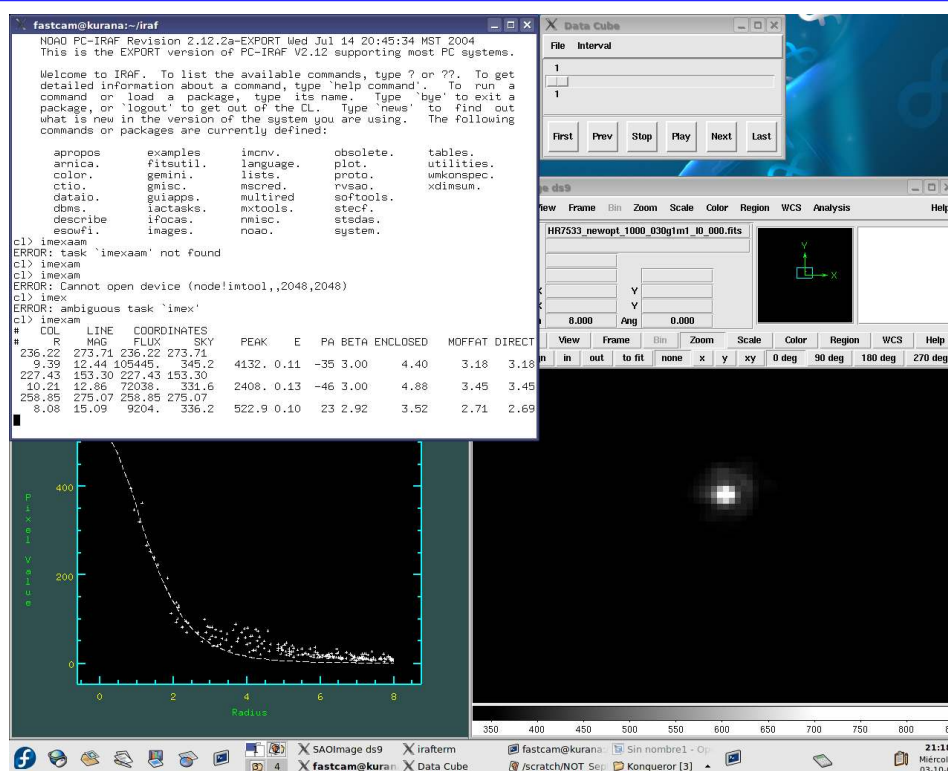 fastcam@kurana:~/iraf
NOAO PC-IRAF Revision 2.12.2a-EXPORT Wed Jul 14 20:45:34 MST 2004
This is the EXPORT version of PC-IRAF V2.12 supporting most PC systems.
Welcome to IRAF. To list the available commands, type ? or ??. To get
detailed information about a command, type `help command'. To run a
command or load a package, type its name. Type `bye' to exit a
package, or `logout' to get out of the CL. Type `news' to find out
what is new in the version of the system you are using. The following
commands or packages are currently defined:
apropos examples imcnv. obsolete. tables.
arnica. fitsutil. language. plot. utilities.
color. gemini. lists. proto. wmkonspec.
ctio. gmisc. mscred. rvsao. xdimsum.
dataio. guiapps. multired softools.
dbms. iactasks. mxtools. stecf.
describe ifocas. nmisc. stsdas.
esowfi. images. noao. system.
cl> imexaam
ERROR: task `imexaam' not found
cl> imexam
cl> imexam
ERROR: Cannot open device (node!imtool,,2048,2048)
cl> imex
ERROR: ambiguous task `imex'
cl> imexam
# COL LINE COORDINATES
# R MAG FLUX SKY PEAK E PA BETA ENCLOSED MOFFAT DIRECT
236.22 273.71 236.22 273.71
9.39 12.44 105445. 345.2 4132. 0.11 -35 3.00 4.40 3.18 3.18
227.43 153.30 227.43 153.30
10.21 12.86 72038. 331.6 2408. 0.13 -46 3.00 4.88 3.45 3.45
258.85 275.07 258.85 275.07
8.08 15.09 9204. 336.2 522.9 0.10 23 2.92 3.52 2.71 2.69
Data Cube
File Interval
1
1
First Prev Stop Play Next Last
ds9
Frame Bin Zoom Scale Color Region WCS Analysis Help
HR7533_newopt_1000_030g1m1_l0_000.fits
Y
X
Y
Y
8.000 Ang 0.000
View Frame Bin Zoom Scale Color Region WCS Help
in out to fit none x y xy 0 deg 90 deg 180 deg 270 deg
Pixel Value
400
200
0
0 2 4 6 8
Radius
350 400 450 500 550 600 650 700 750 800
4
SAOImage ds9
irafterm
fastcam@kurana:
Sin nombre1 - Op
fastcam@kuran
Data Cube
/scratch/NOT_Sep
Konqueror [3]